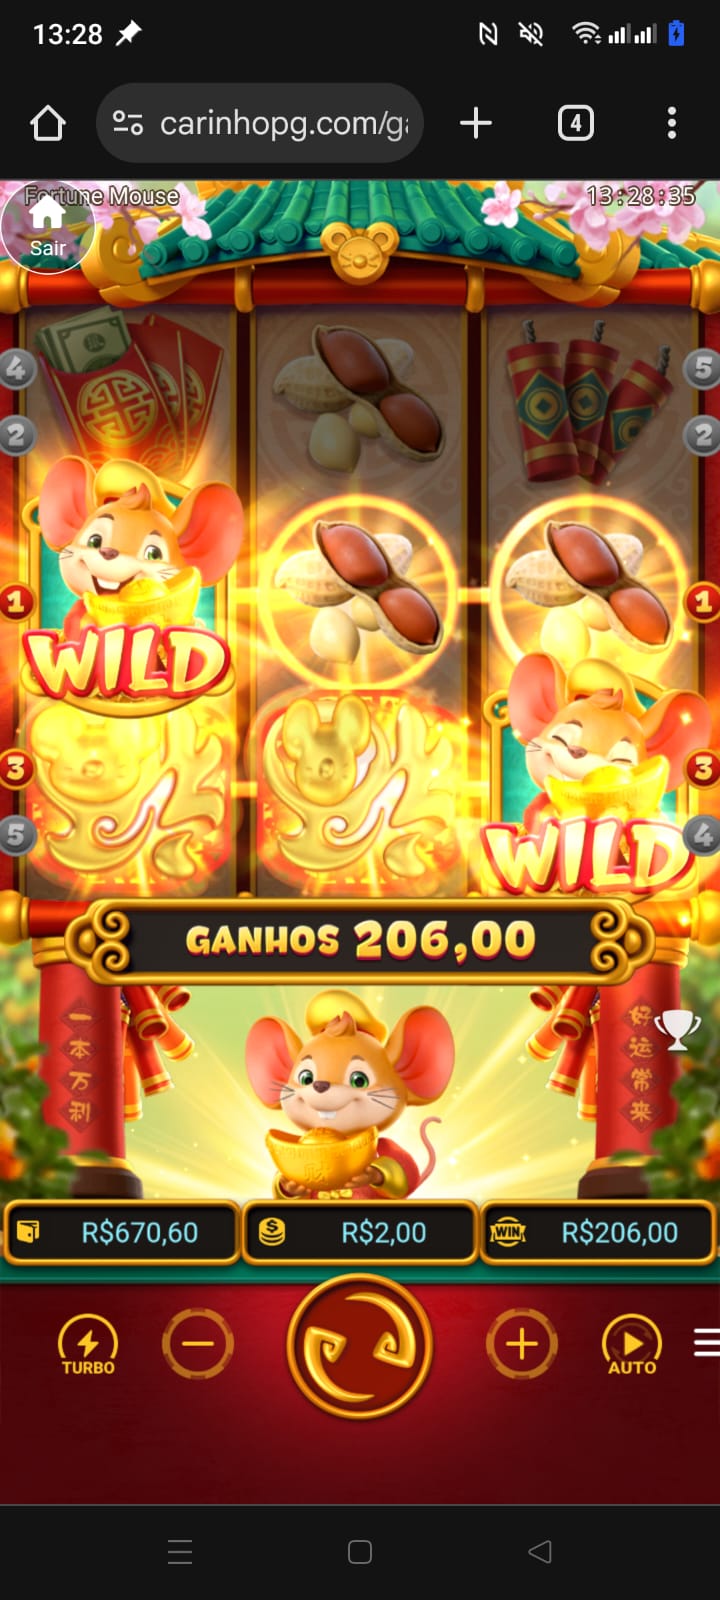 13:28
carinhopg.com/ga
4
Fortune Mouse
13:28:35
Sair
4
5
2
2
1
1
WILD
3
3
5
WILD
4
GANHOS 206,00
一本万利
好运常来
R$670,60
R$2,00
WIN
R$206,00
TURBO
AUTO